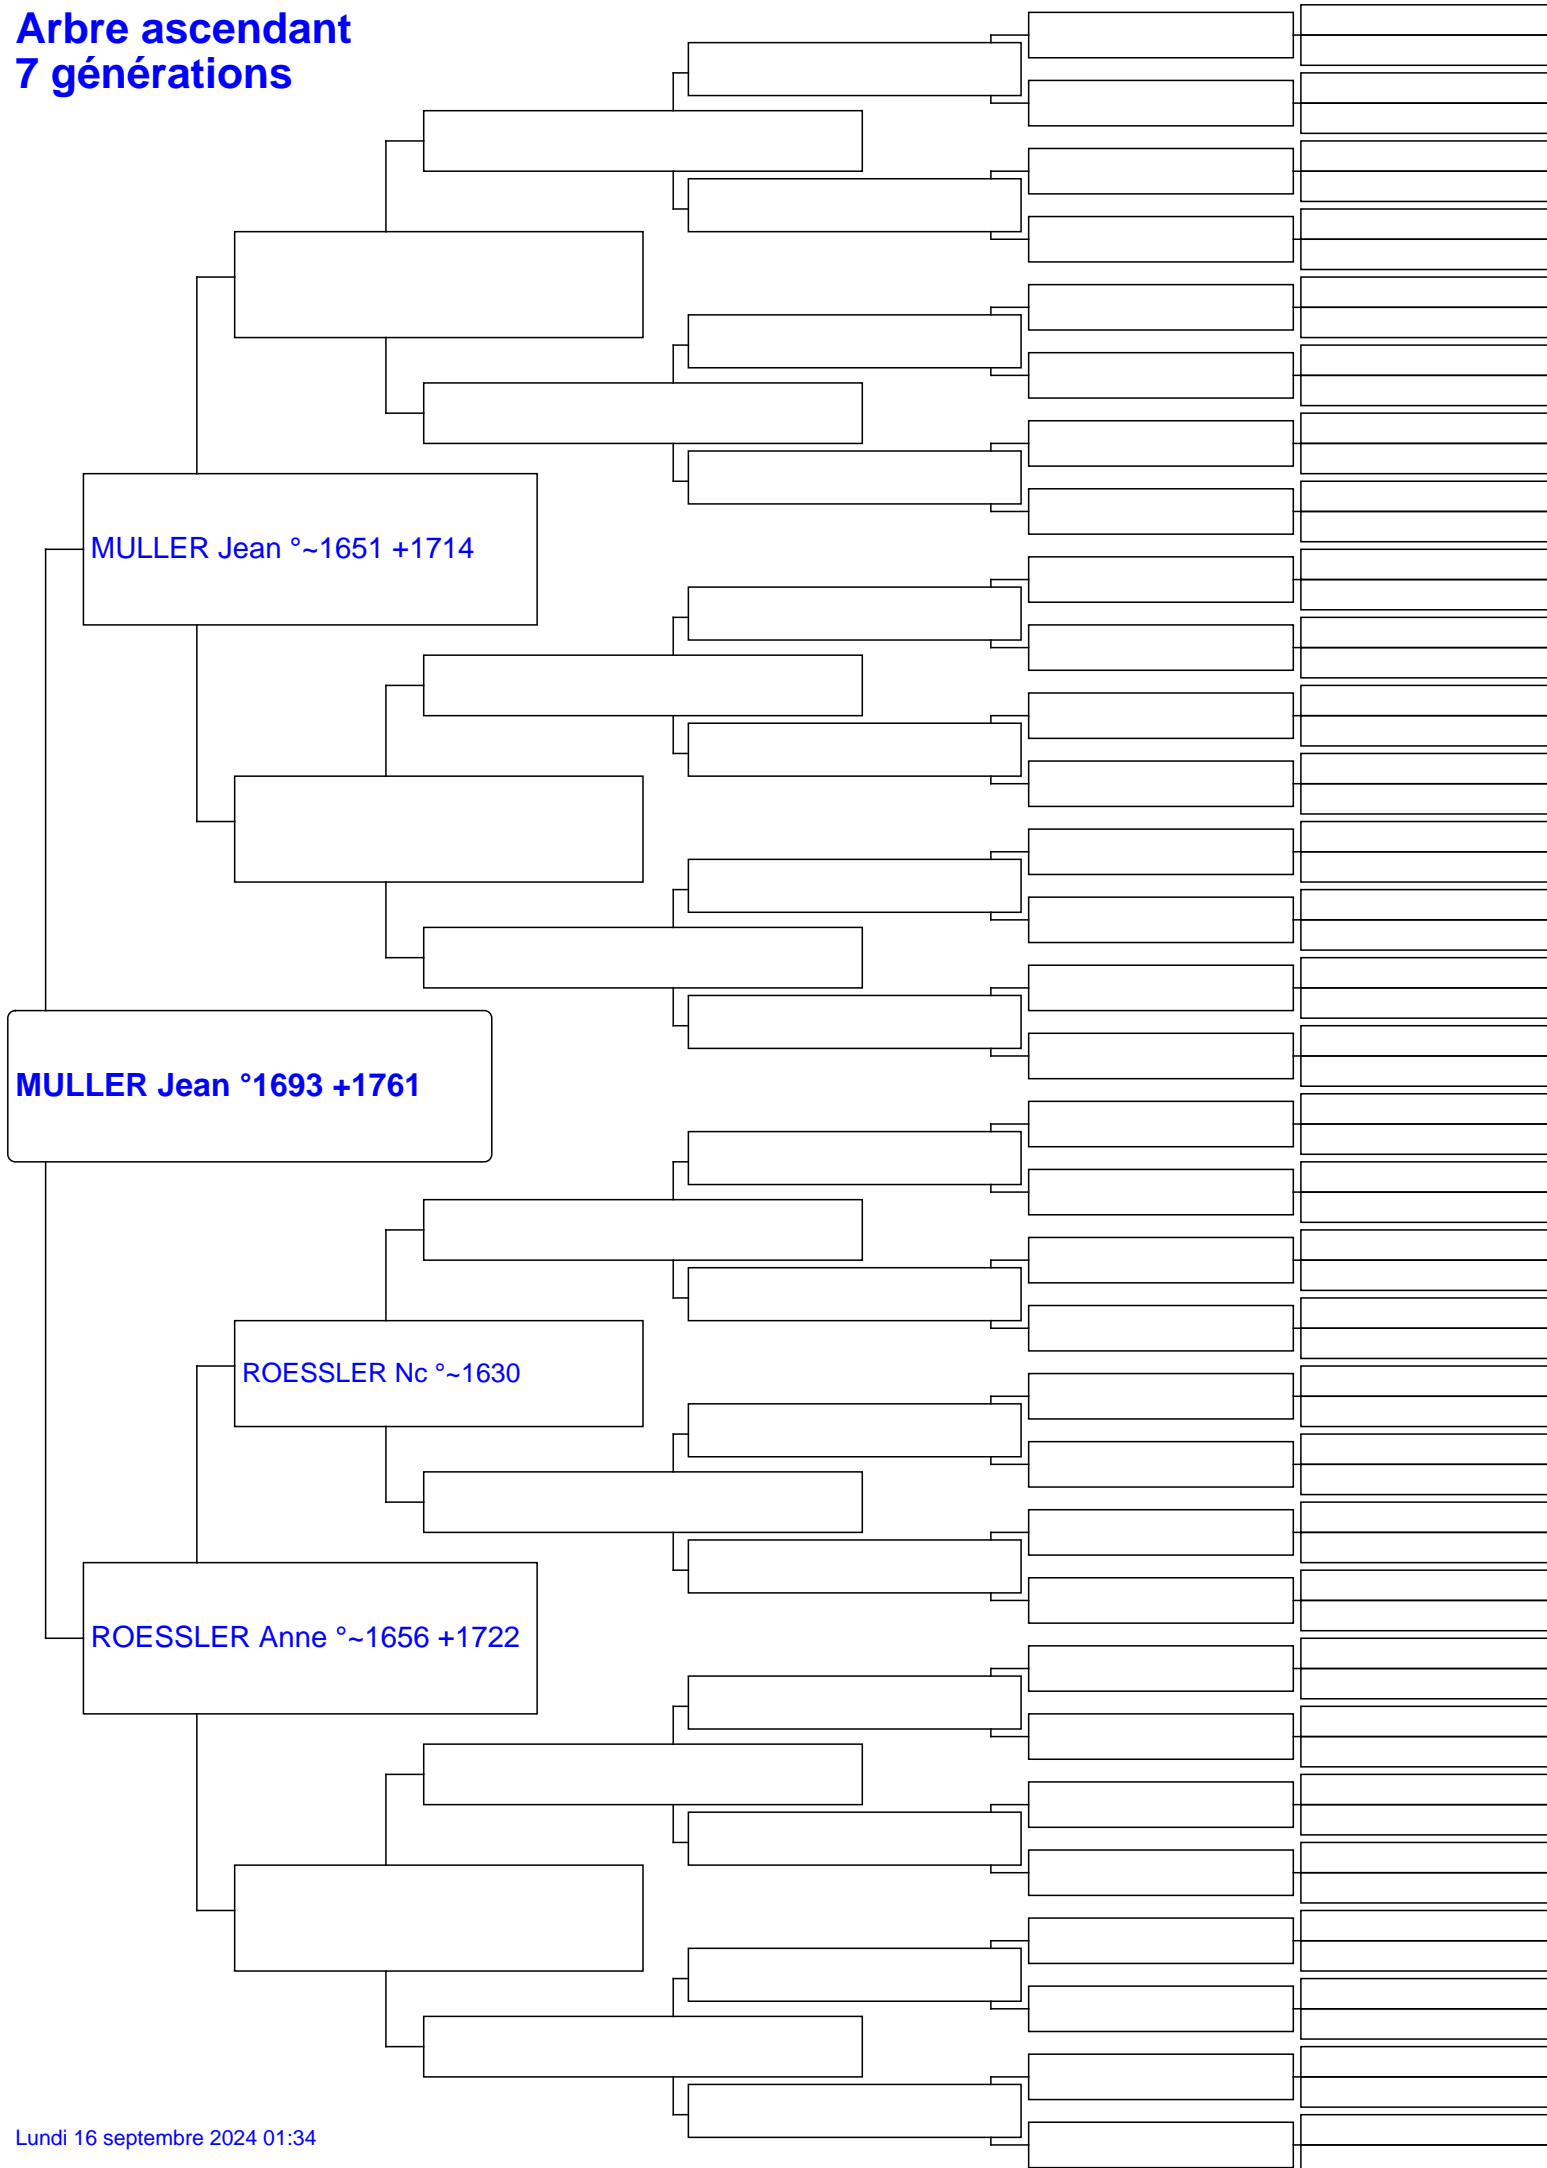 Arbre ascendant
7 générations
MULLER Jean °~1651 +1714
MULLER Jean °1693 +1761
ROESSLER Nc °~1630
ROESSLER Anne °~1656 +1722
Lundi 16 septembre 2024 01:34